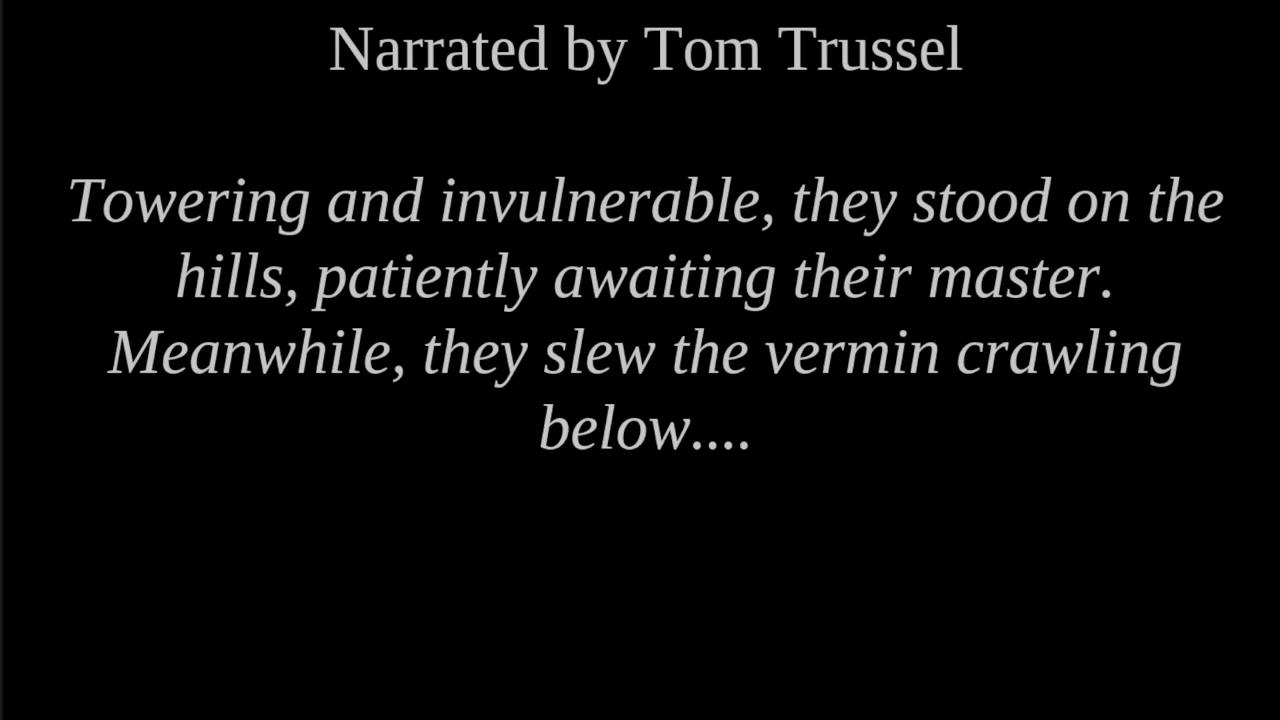 Narrated by Tom Trussel
Towering and invulnerable, they stood on the
hills, patiently awaiting their master.
Meanwhile, they slew the vermin crawling
below....